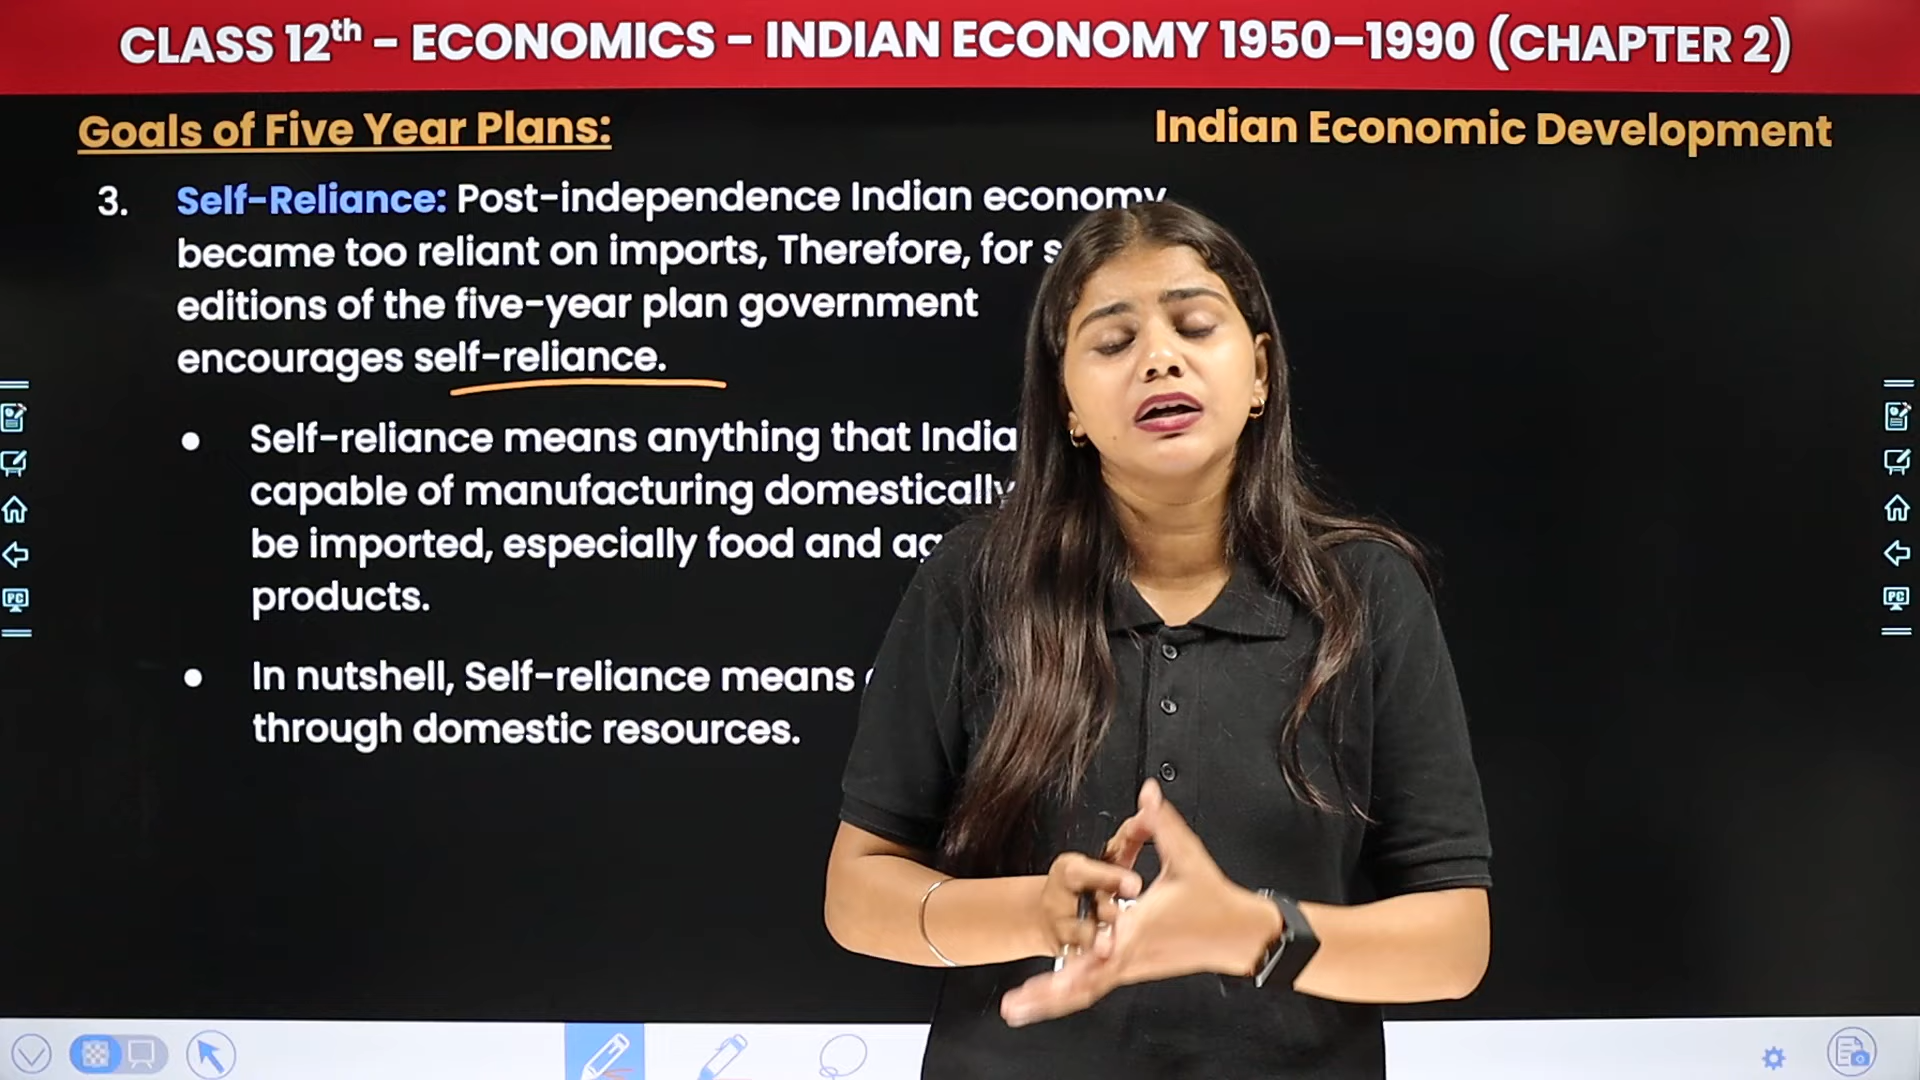 CLASS 12th - ECONOMICS - INDIAN ECONOMY 1950–1990 (CHAPTER 2)
Goals of Five Year Plans:
Indian Economic Development
3. Self-Reliance: Post-independence Indian economy
became too reliant on imports, Therefore, for
editions of the five-year plan government
encourages self-reliance.
● Self-reliance means anything that India
capable of manufacturing domestically
be imported, especially food and
products.
● In nutshell, Self-reliance means
through domestic resources.
PC
PC